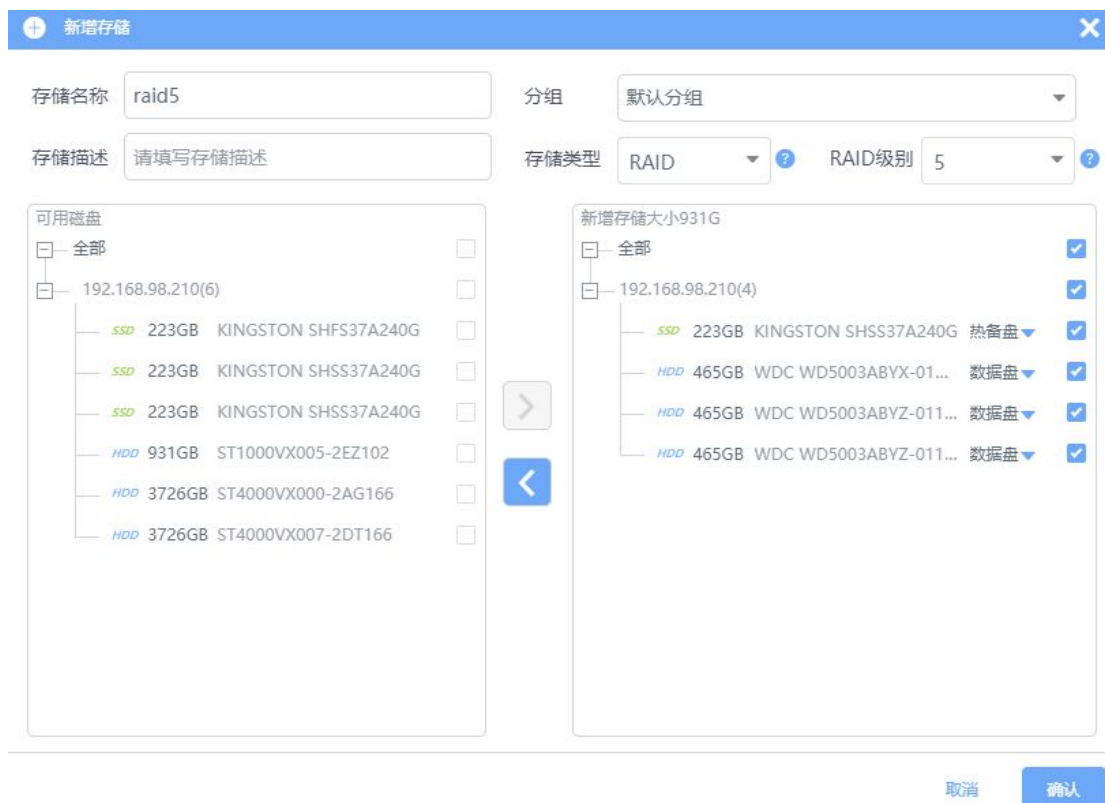 新增存储
存储名称 raid5 分组 默认分组
存储描述 请填写存储描述 存储类型 RAID RAID级别 5
可用磁盘
全部
192.168.98.210(6)
SSD 223GB KINGSTON SHFS37A240G
SSD 223GB KINGSTON SHSS37A240G
SSD 223GB KINGSTON SHSS37A240G
HDD 931GB ST1000VX005-2EZ102
HDD 3726GB ST4000VX000-2AG166
HDD 3726GB ST4000VX007-2DT166
新增存储大小931G
全部
192.168.98.210(4)
SSD 223GB KINGSTON SHSS37A240G 热备盘
HDD 465GB WDC WD5003ABYX-01... 数据盘
HDD 465GB WDC WD5003ABYZ-011... 数据盘
HDD 465GB WDC WD5003ABYZ-011... 数据盘
取消 确认